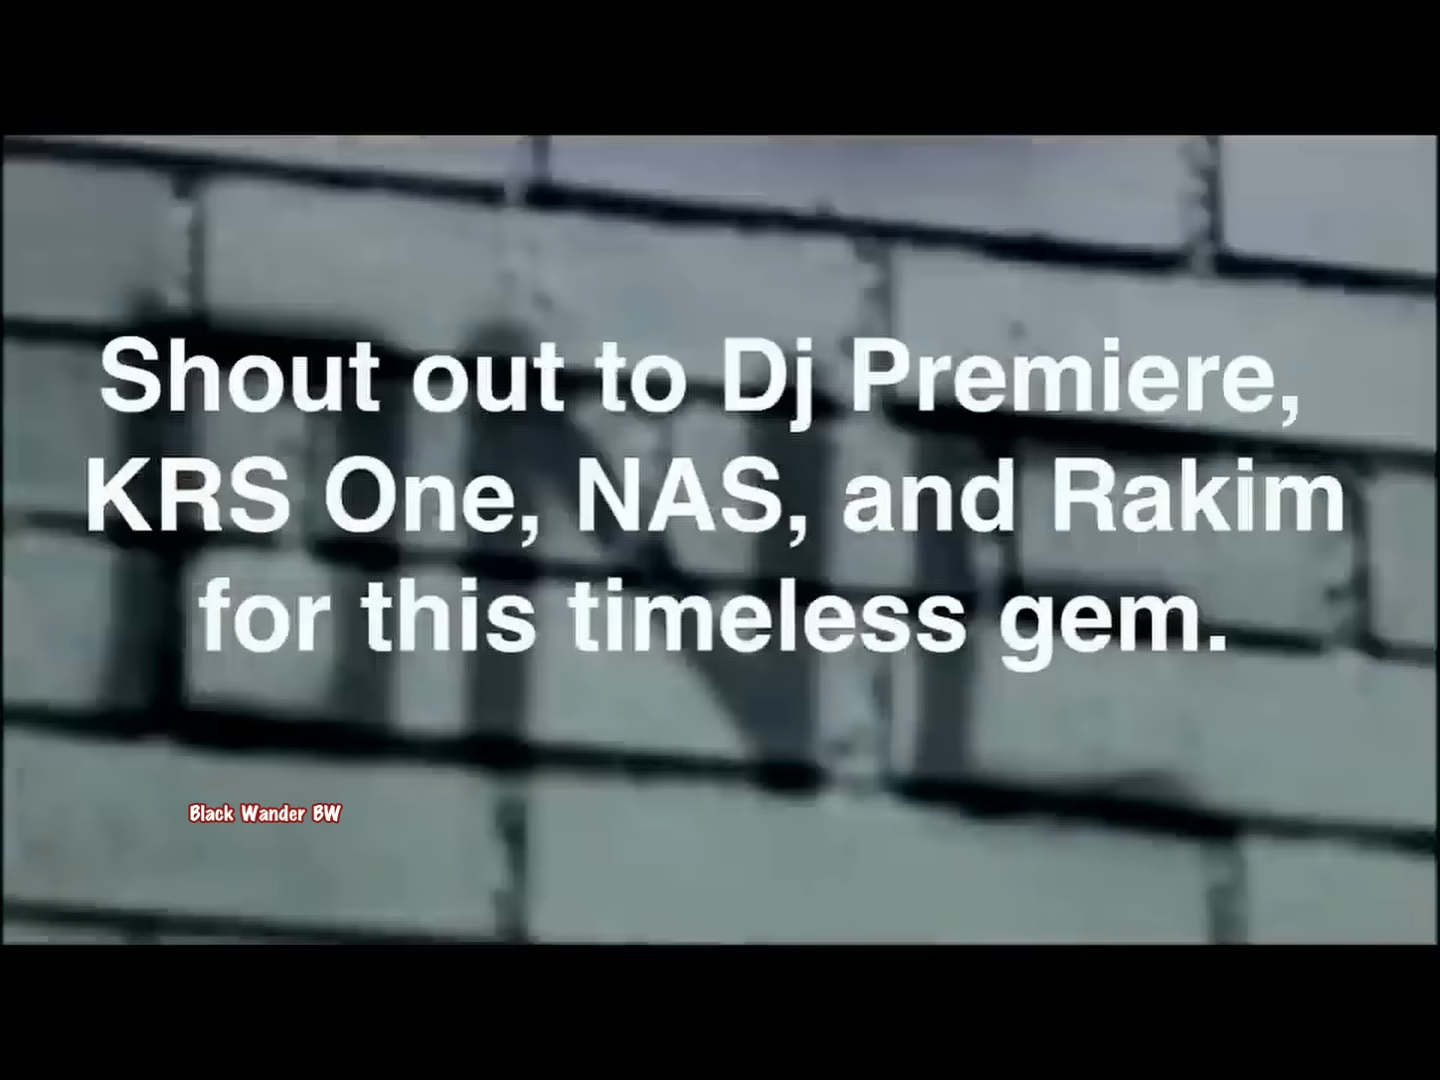 Shout out to Dj Premiere,
KRS One, NAS, and Rakim
for this timeless gem.
Black Wander BW